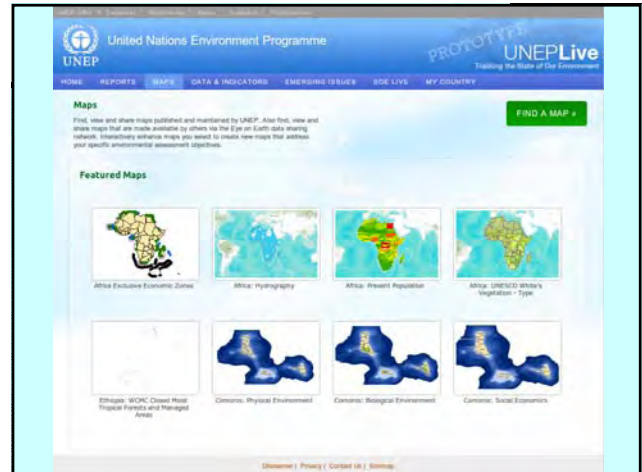 UNEP
United Nations Environment Programme
PROTOTYPE
UNEPLive
Tracking the State of Our Environment
HOME REPORTS MAPS DATA & INDICATORS EMERGING ISSUES SOE LIVE MY COUNTRY
Maps
Find, view and share maps published and maintained by UNEP. Also find, view and
share maps that are made available by others via the Eye on Earth data sharing
network. Interactively enhance maps you select to create new maps that address
your specific environmental assessment objectives.
FIND A MAP »
Featured Maps
Africa Exclusive Economic Zones
Africa: Hydrography
Africa: Present Population
Africa: UNESCO White's
Vegetation - Type
Ethiopia: WCMC Closed Moist
Tropical Forests and Managed
Areas
Comoros: Physical Environment
Comoros: Biological Environment
Comoros: Social Economics
Disclaimer | Privacy | Contact Us | Sitemap